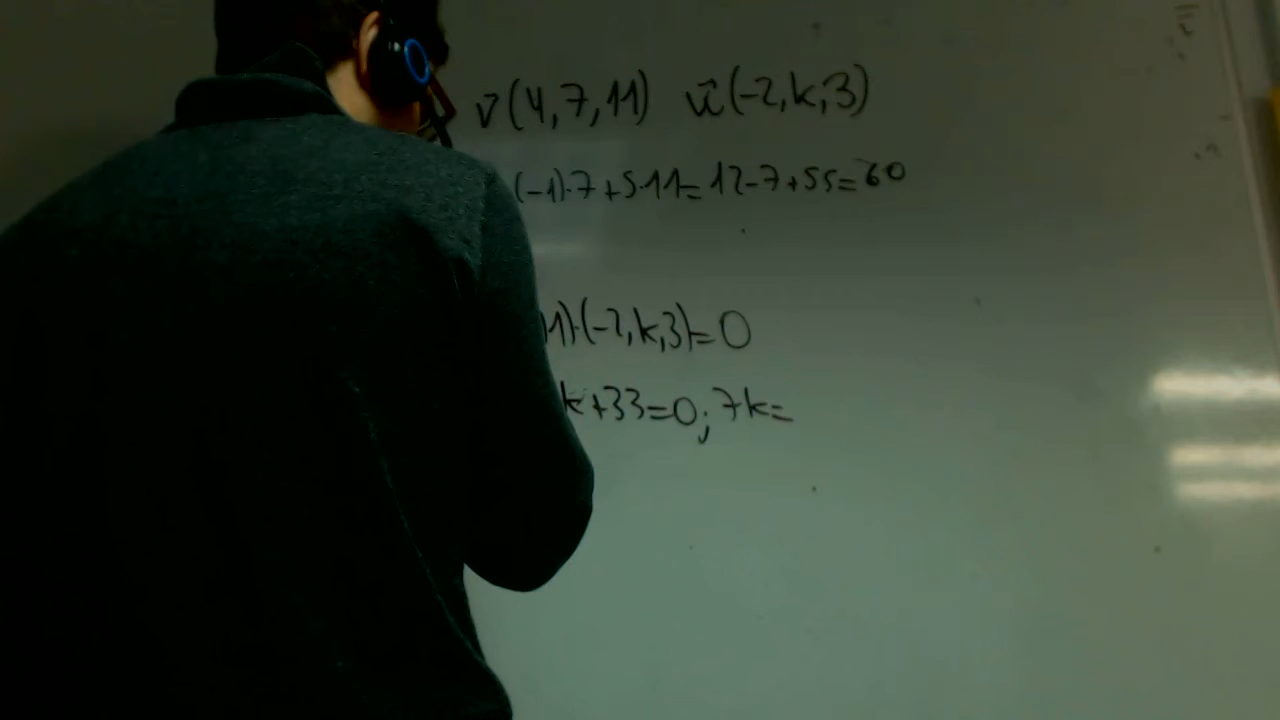 v⃗(4,7,11) u⃗(-2,k,3)
(-1)·7+5·11=12-7+55=60
11)·(-2,k,3)=0
k+33=0; 7k=